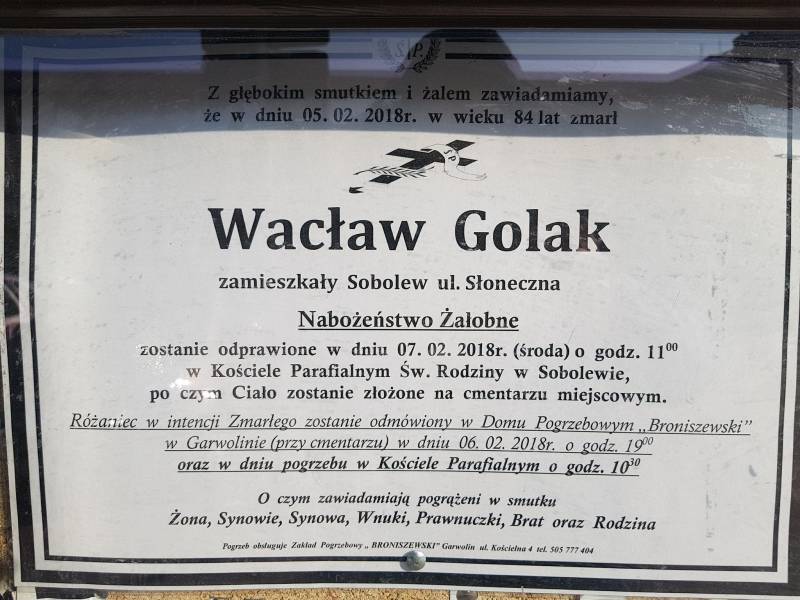 Ś.P.
Z głębokim smutkiem i żalem zawiadamiamy,
że w dniu 05. 02. 2018r. w wieku 84 lat zmarł
Ś.P.
Wacław Golak
zamieszkały Sobolew ul. Słoneczna
Nabożeństwo Żałobne
zostanie odprawione w dniu 07. 02. 2018r. (środa) o godz. 11⁰⁰
w Kościele Parafialnym Św. Rodziny w Sobolewie,
po czym Ciało zostanie złożone na cmentarzu miejscowym.
Różaniec w intencji Zmarłego zostanie odmówiony w Domu Pogrzebowym „Broniszewski”
w Garwolinie (przy cmentarzu) w dniu 06. 02. 2018r. o godz. 19⁰⁰
oraz w dniu pogrzebu w Kościele Parafialnym o godz. 10³⁰
O czym zawiadamiają pogrążeni w smutku
Żona, Synowie, Synowa, Wnuki, Prawnuczki, Brat oraz Rodzina
Pogrzeb obsługuje Zakład Pogrzebowy „ BRONISZEWSKI” Garwolin ul. Kościelna 4 tel. 505 777 404